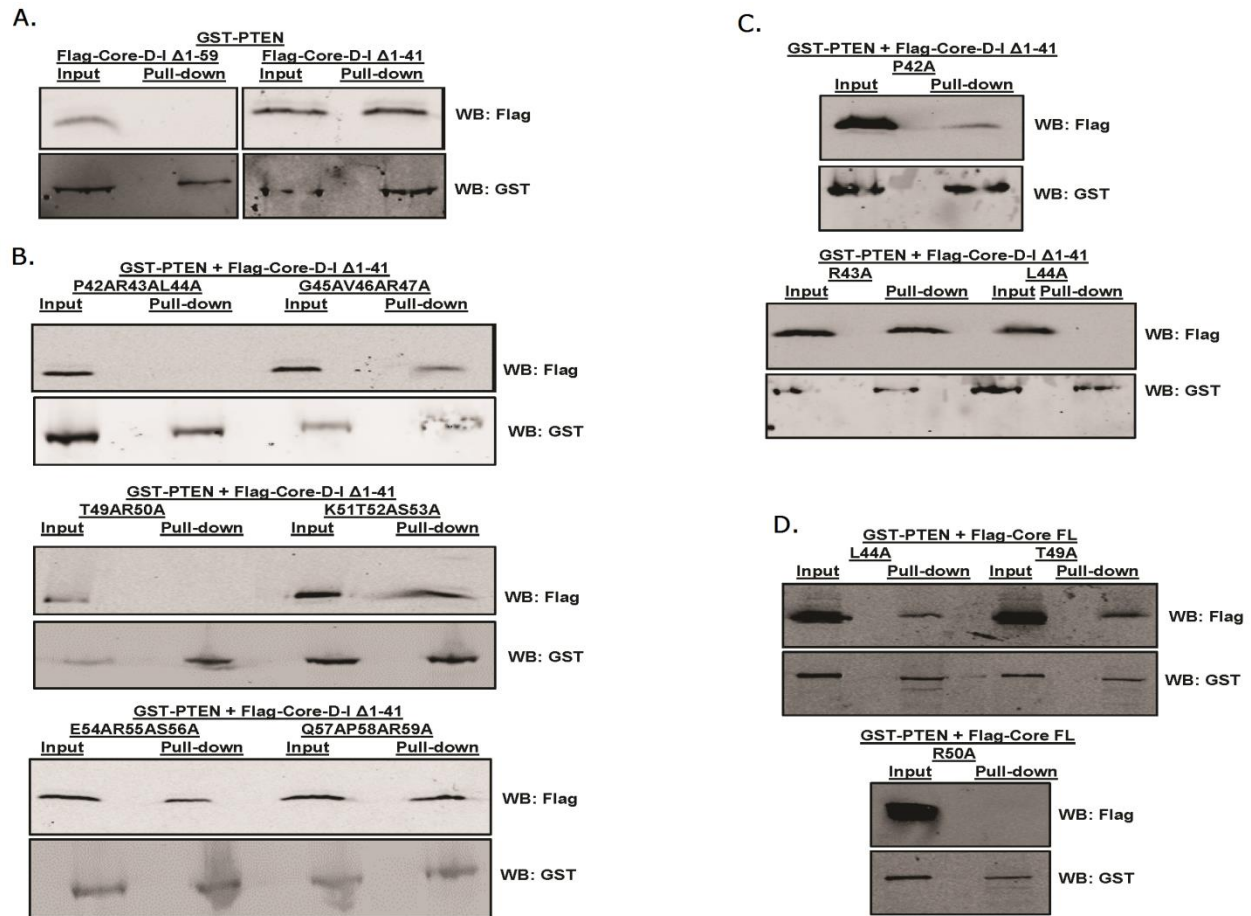 A.
GST-PTEN
Flag-Core-D-I Δ1-59 Flag-Core-D-I Δ1-41
Input Pull-down Input Pull-down
WB: Flag
WB: GST
B.
GST-PTEN + Flag-Core-D-I Δ1-41
P42AR43AL44A G45AV46AR47A
Input Pull-down Input Pull-down
WB: Flag
WB: GST
GST-PTEN + Flag-Core-D-I Δ1-41
T49AR50A K51T52AS53A
Input Pull-down Input Pull-down
WB: Flag
WB: GST
GST-PTEN + Flag-Core-D-I Δ1-41
E54AR55AS56A Q57AP58AR59A
Input Pull-down Input Pull-down
WB: Flag
WB: GST
C.
GST-PTEN + Flag-Core-D-I Δ1-41
P42A
Input Pull-down
WB: Flag
WB: GST
GST-PTEN + Flag-Core-D-I Δ1-41
R43A L44A
Input Pull-down Input Pull-down
WB: Flag
WB: GST
D.
GST-PTEN + Flag-Core FL
L44A T49A
Input Pull-down Input Pull-down
WB: Flag
WB: GST
GST-PTEN + Flag-Core FL
R50A
Input Pull-down
WB: Flag
WB: GST